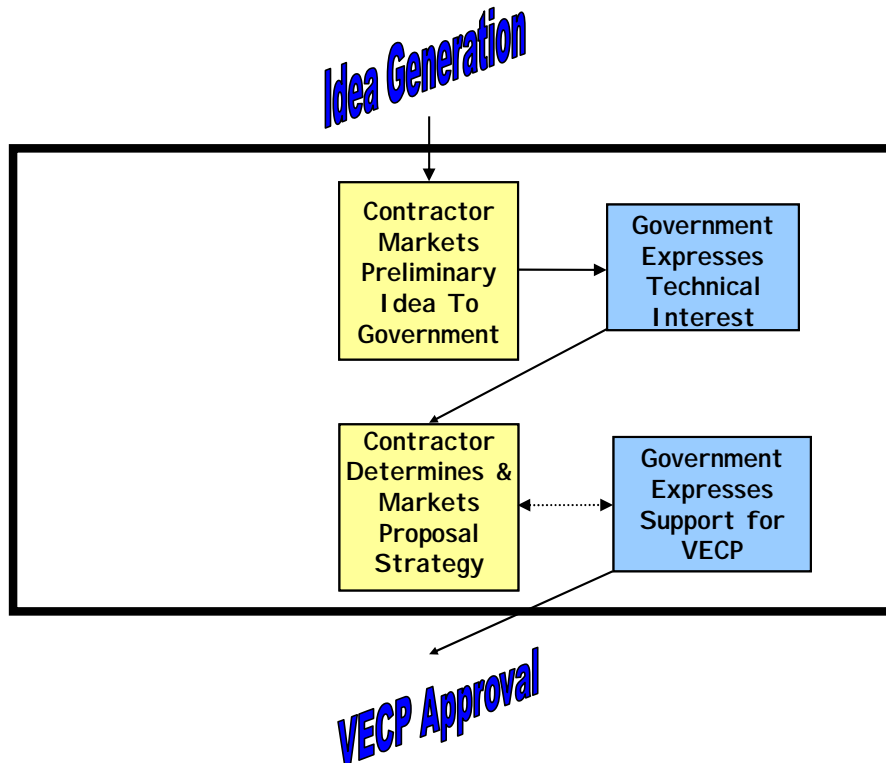 Idea Generation
Contractor
Markets
Preliminary
Idea To
Government
Government
Expresses
Technical
Interest
Contractor
Determines &
Markets
Proposal
Strategy
Government
Expresses
Support for
VECP
VECP Approval